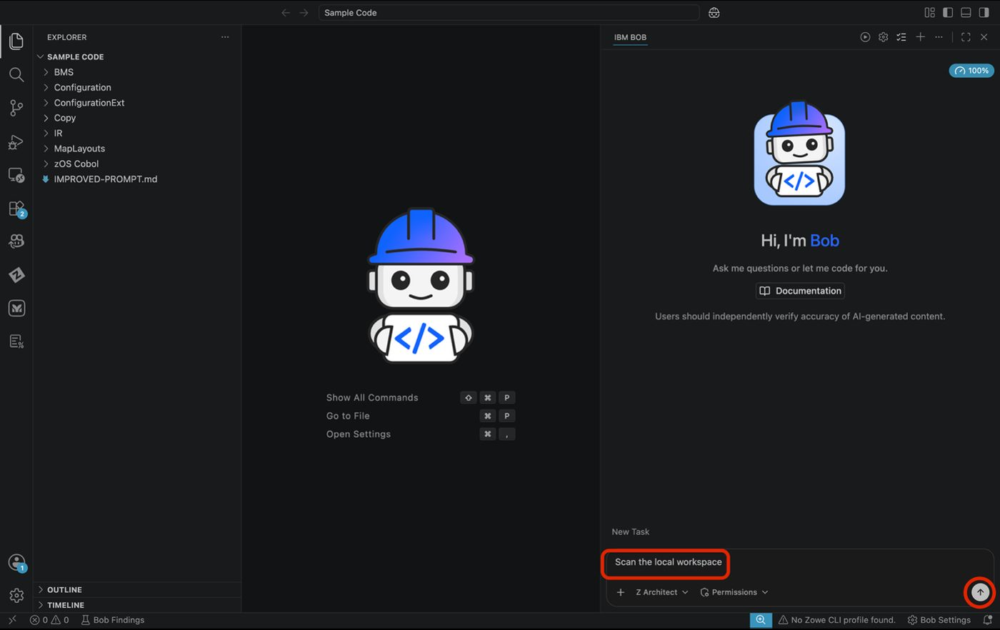 Sample Code
EXPLORER
SAMPLE CODE
BMS
Configuration
ConfigurationExt
Copy
IR
MapLayouts
zOS Cobol
IMPROVED-PROMPT.md
2
1
OUTLINE
TIMELINE
</>
Show All Commands ⌘ P
Go to File ⌘ P
Open Settings ⌘ ,
IBM BOB
100%
</>
Hi, I'm Bob
Ask me questions or let me code for you.
Documentation
Users should independently verify accuracy of AI-generated content.
New Task
Scan the local workspace
Z Architect
Permissions
0 0 Bob Findings
No Zowe CLI profile found. Bob Settings